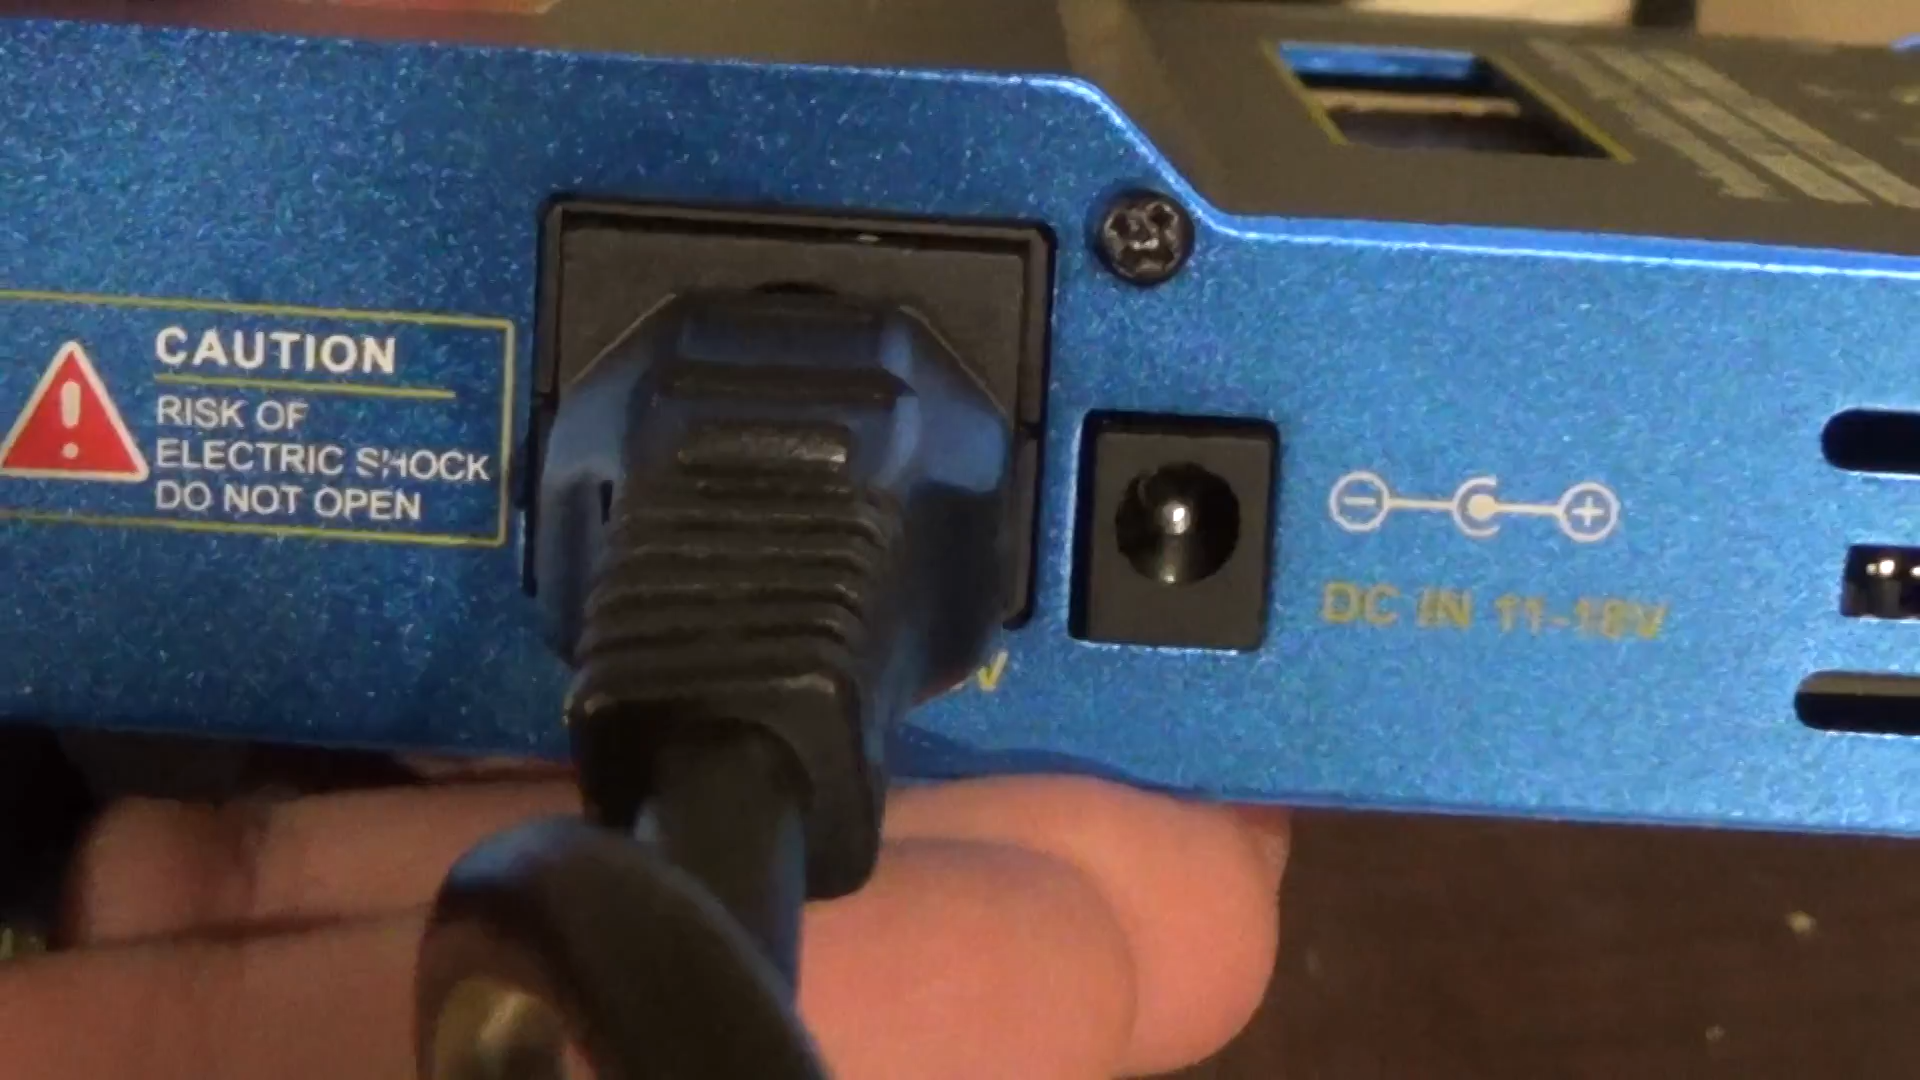 CAUTION
RISK OF
ELECTRIC SHOCK
DO NOT OPEN
DC IN 11-18V
V